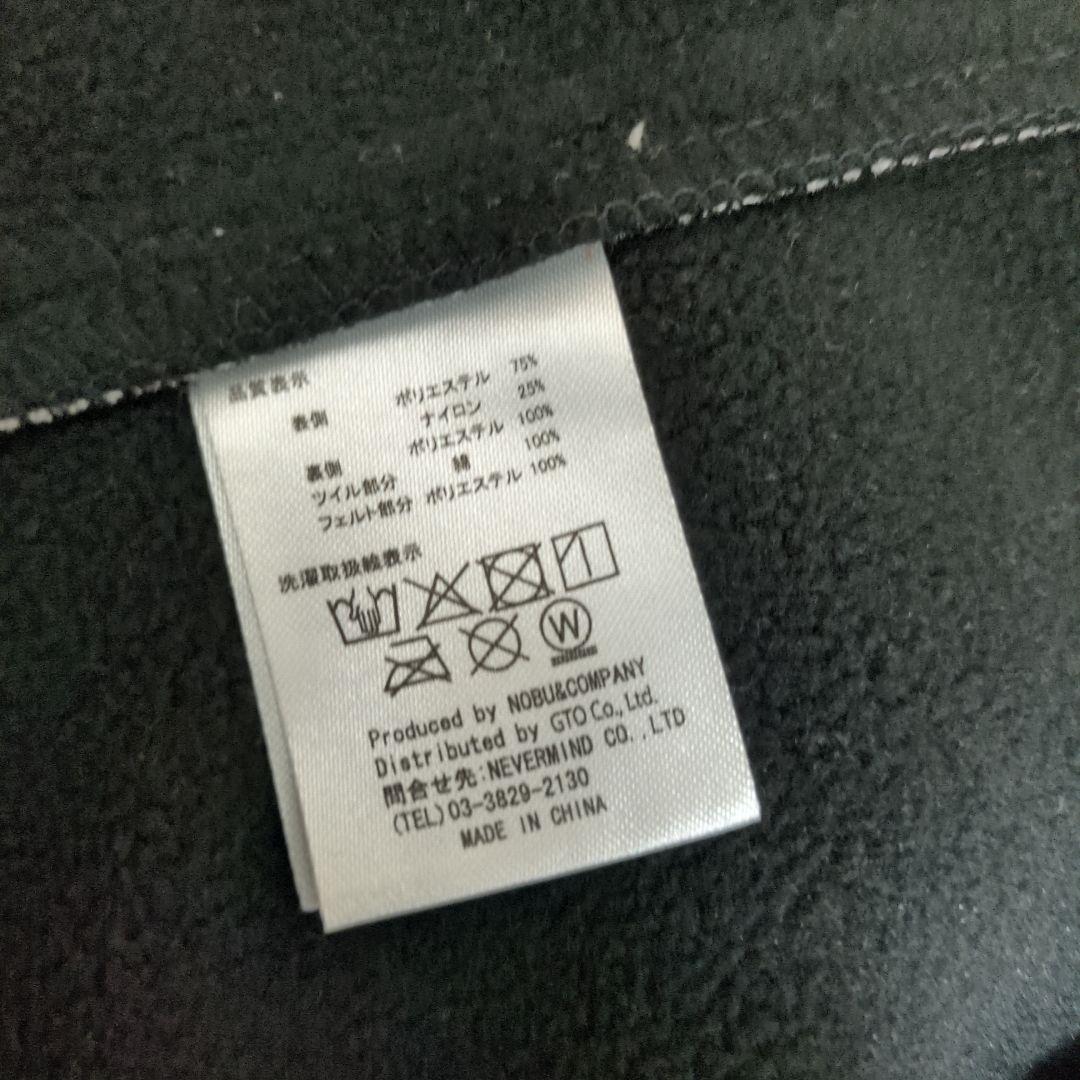 品質表示
表側 ポリエステル 75%
ナイロン 25%
裏側 ポリエステル 100%
ツイル部分 綿 100%
フェルト部分 ポリエステル 100%
洗濯取扱絵表示
W
Produced by NOBU&COMPANY
Distributed by GTO Co., Ltd.
問合せ先:NEVERMIND CO. ,LTD
(TEL)03-3829-2130
MADE IN CHINA